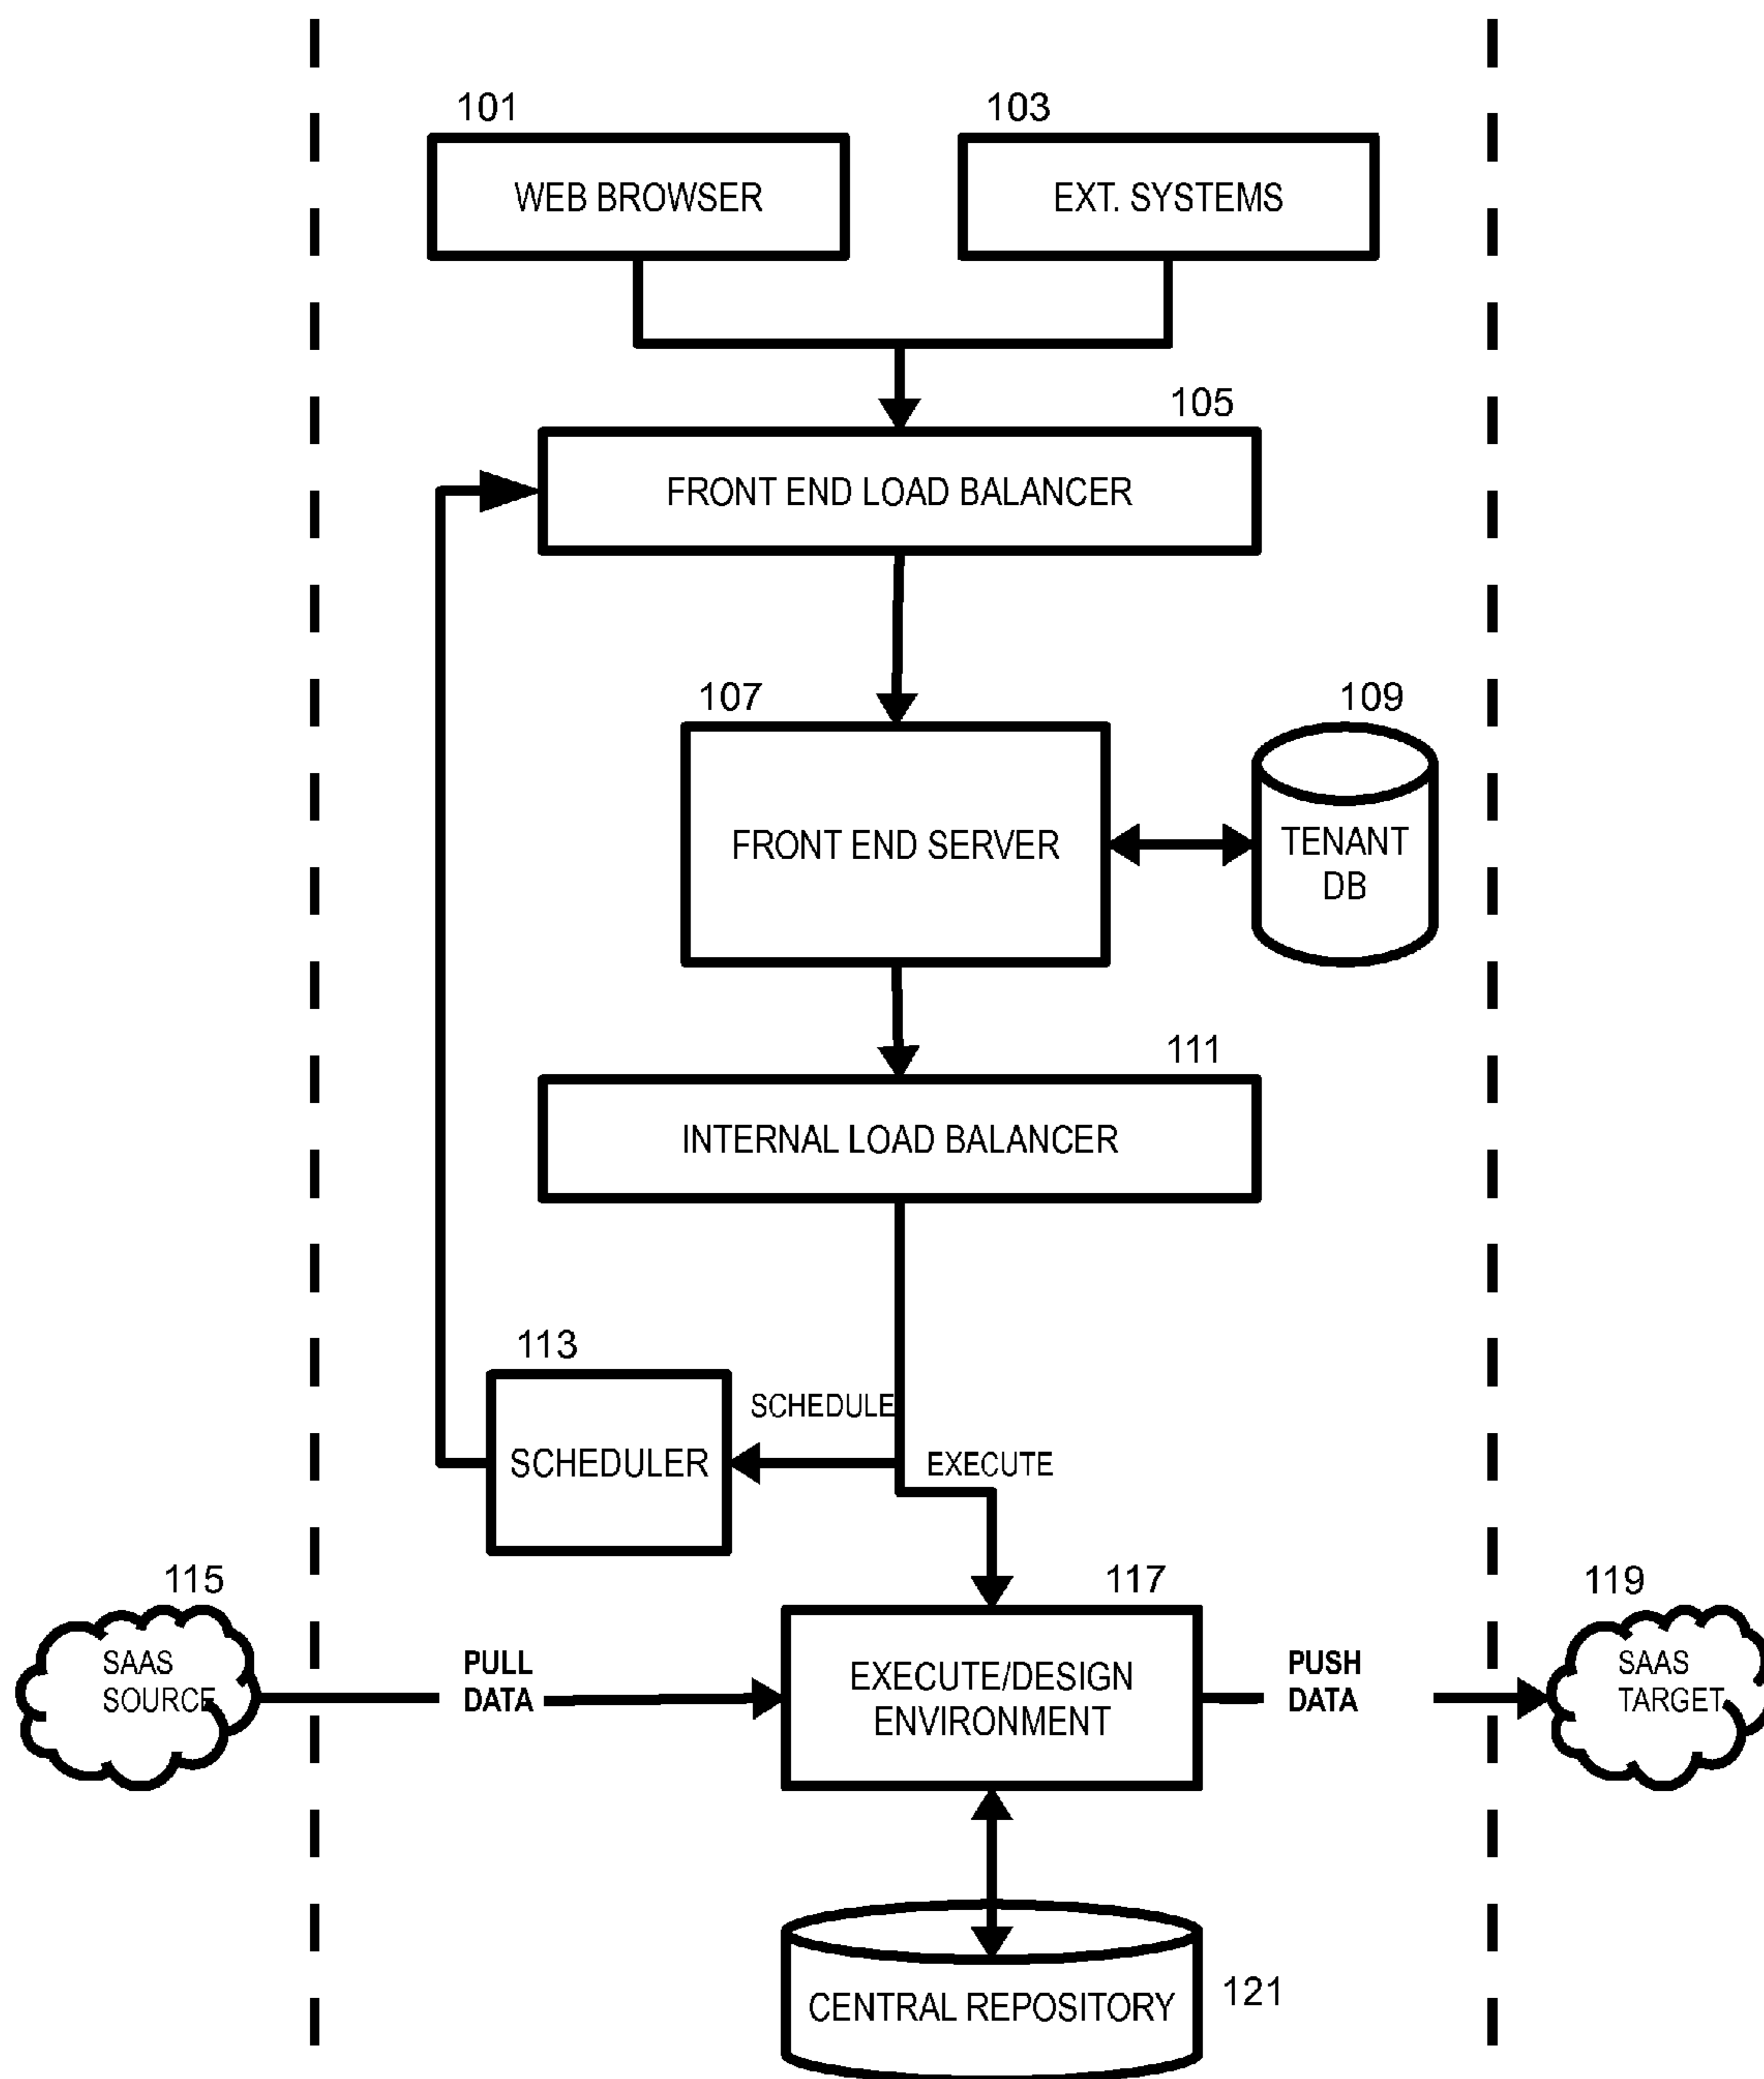 101
103
WEB BROWSER
EXT. SYSTEMS
105
FRONT END LOAD BALANCER
107
109
FRONT END SERVER
TENANT
DB
111
INTERNAL LOAD BALANCER
113
SCHEDULE
SCHEDULER
EXECUTE
115
117
119
SAAS
SOURCE
PULL
DATA
EXECUTE/DESIGN
ENVIRONMENT
PUSH
DATA
SAAS
TARGET
121
CENTRAL REPOSITORY